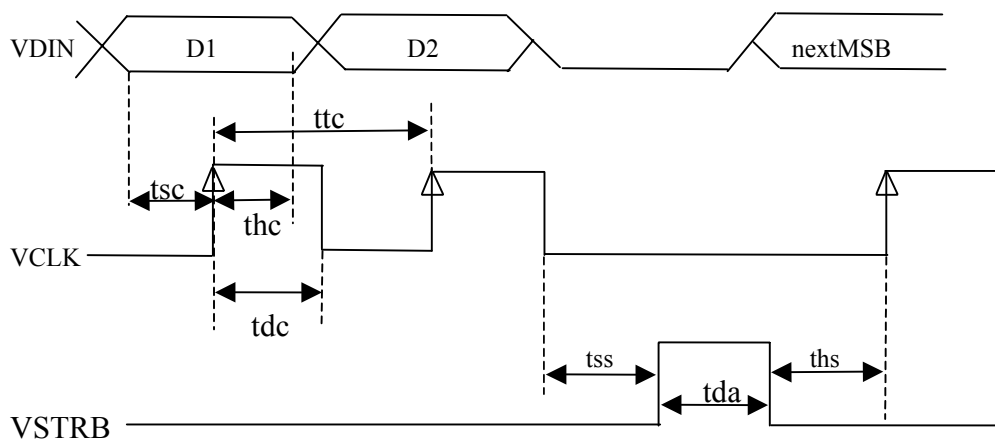 VDIN D1 D2 nextMSB
ttc
tsc
thc
VCLK
tdc
tss ths
tda
VSTRB